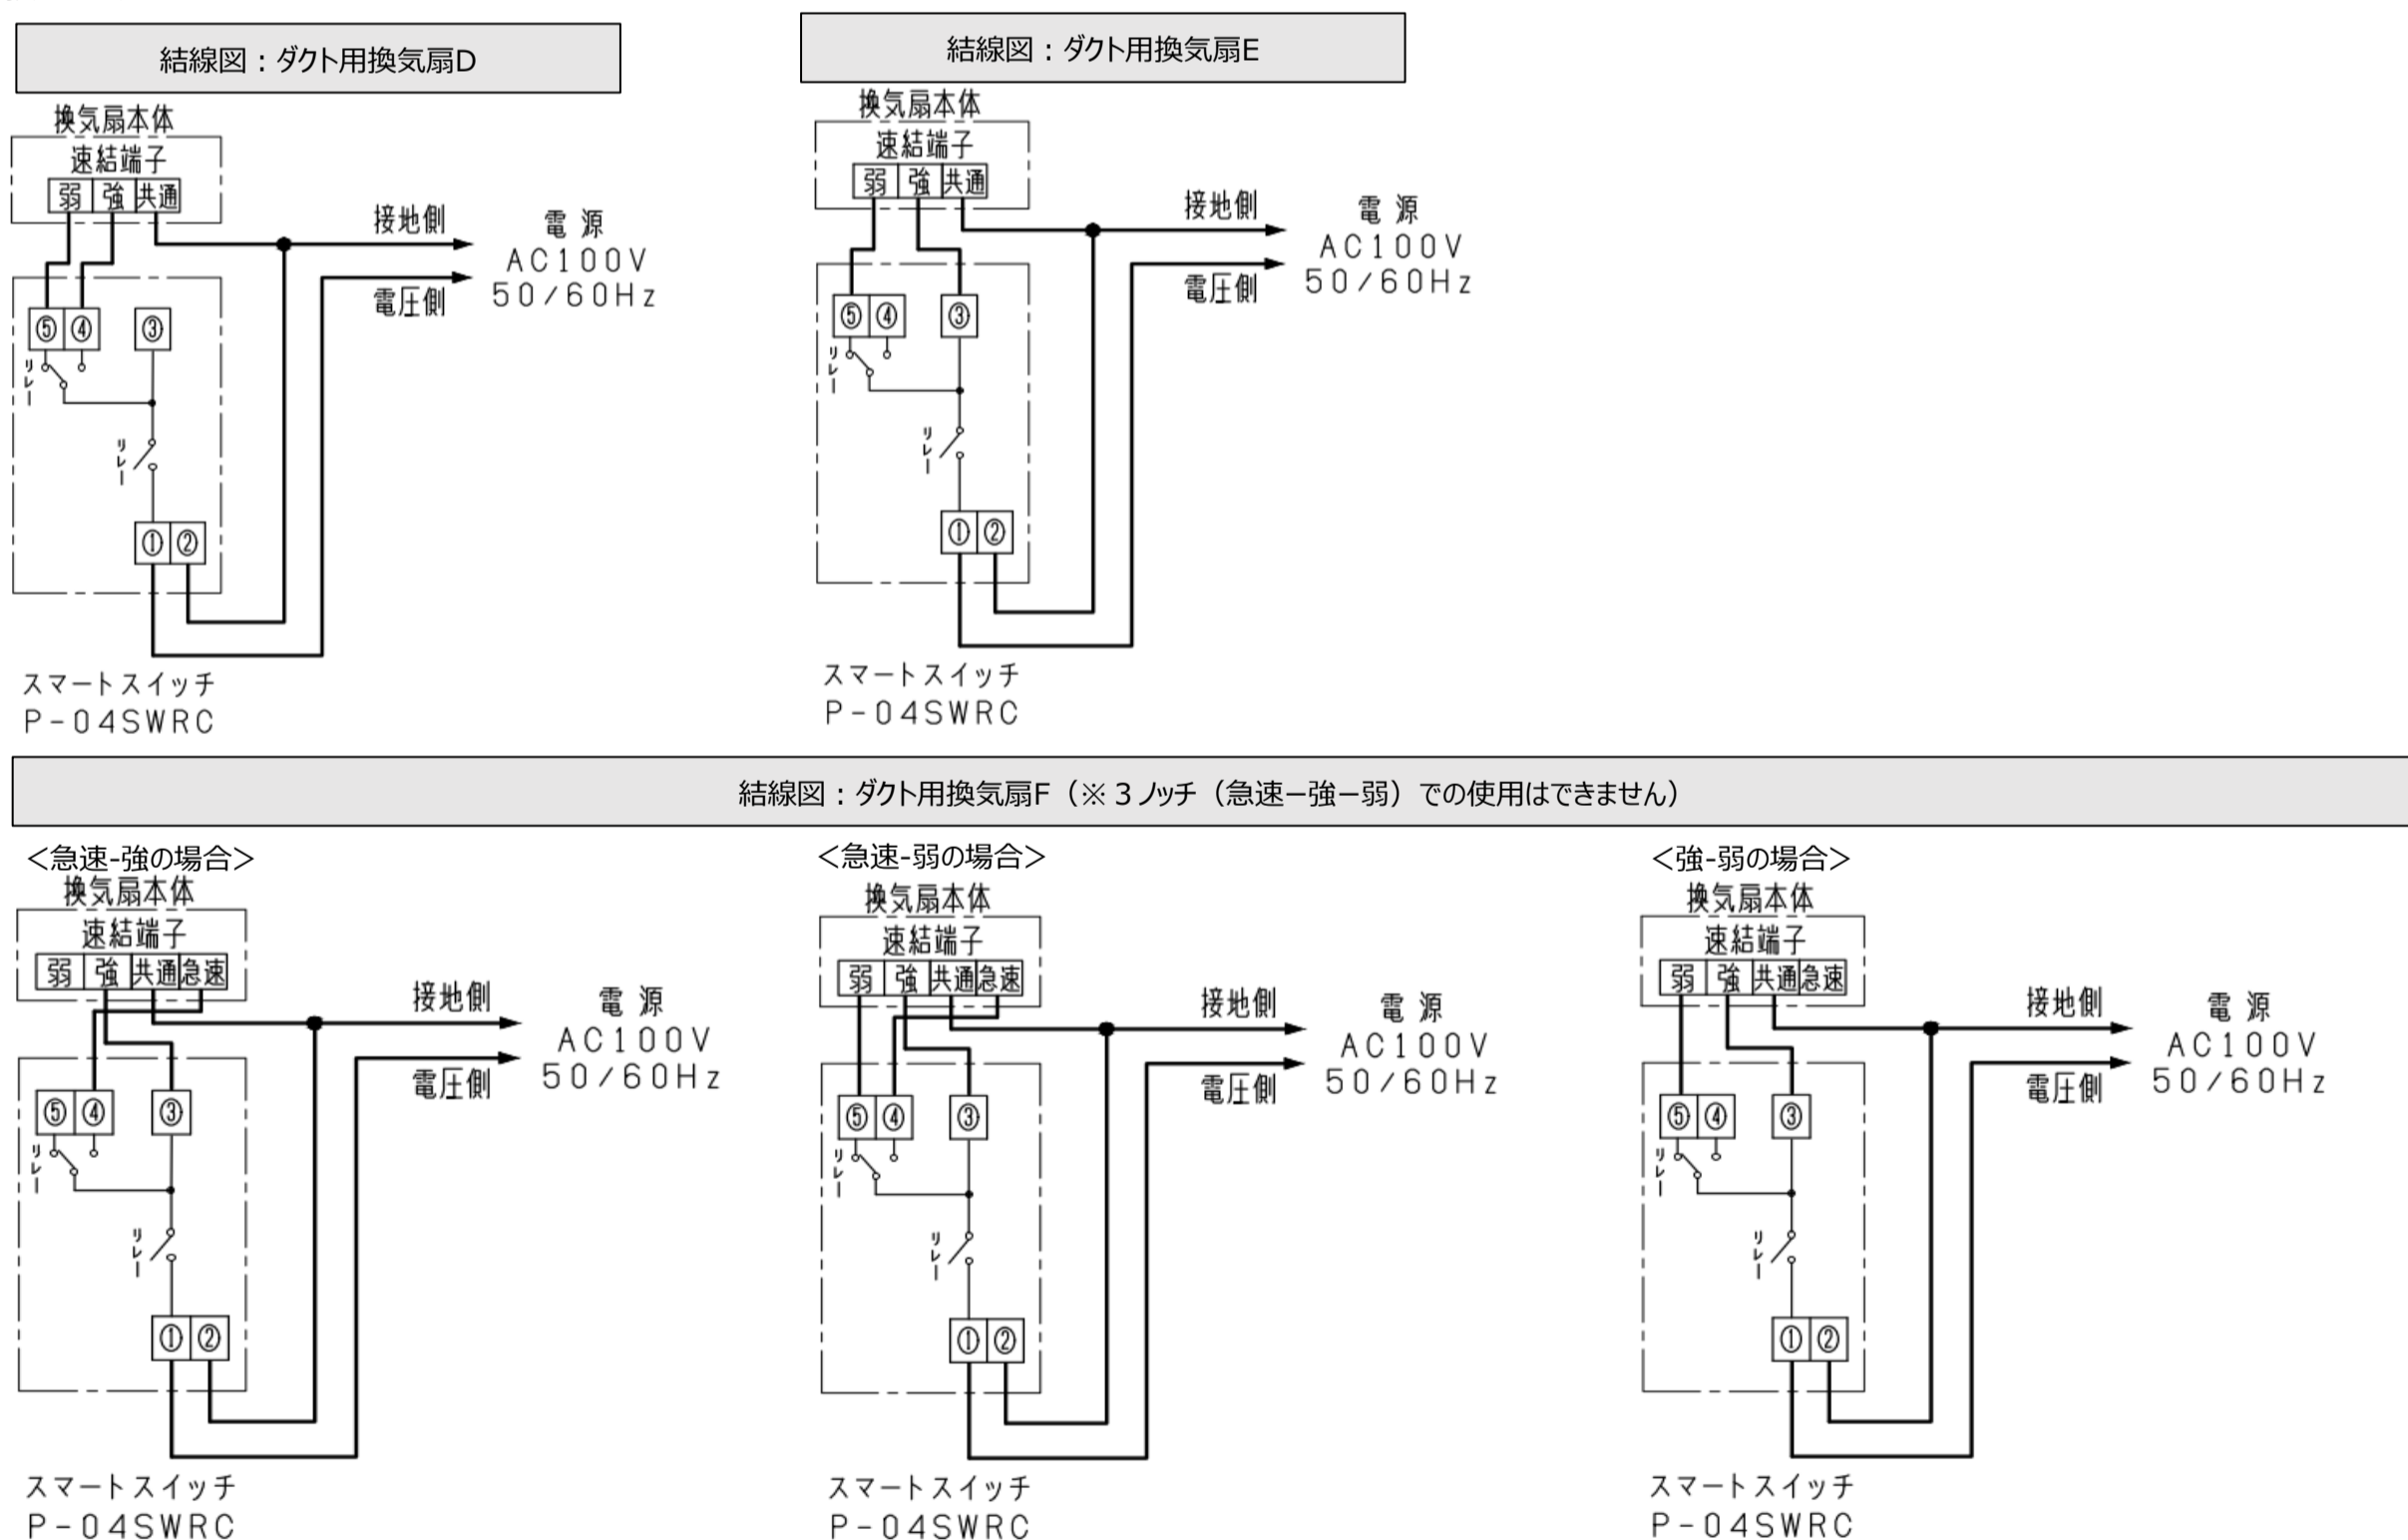 結線図：ダクト用換気扇D
換気扇本体
速結端子
弱 強 共通
接地側
電源
AC100V
50/60Hz
電圧側
⑤ ④ ③
リレー
リレー
① ②
スマートスイッチ
P-04SWRC
結線図：ダクト用換気扇E
換気扇本体
速結端子
弱 強 共通
接地側
電源
AC100V
50/60Hz
電圧側
⑤ ④ ③
リレー
リレー
① ②
スマートスイッチ
P-04SWRC
結線図：ダクト用換気扇F（※３ノッチ（急速－強－弱）での使用はできません）
＜急速-強の場合＞
換気扇本体
速結端子
弱 強 共通 急速
接地側
電源
AC100V
50/60Hz
電圧側
⑤ ④ ③
リレー
リレー
① ②
スマートスイッチ
P-04SWRC
＜急速-弱の場合＞
換気扇本体
速結端子
弱 強 共通 急速
接地側
電源
AC100V
50/60Hz
電圧側
⑤ ④ ③
リレー
リレー
① ②
スマートスイッチ
P-04SWRC
＜強-弱の場合＞
換気扇本体
速結端子
弱 強 共通 急速
接地側
電源
AC100V
50/60Hz
電圧側
⑤ ④ ③
リレー
リレー
① ②
スマートスイッチ
P-04SWRC